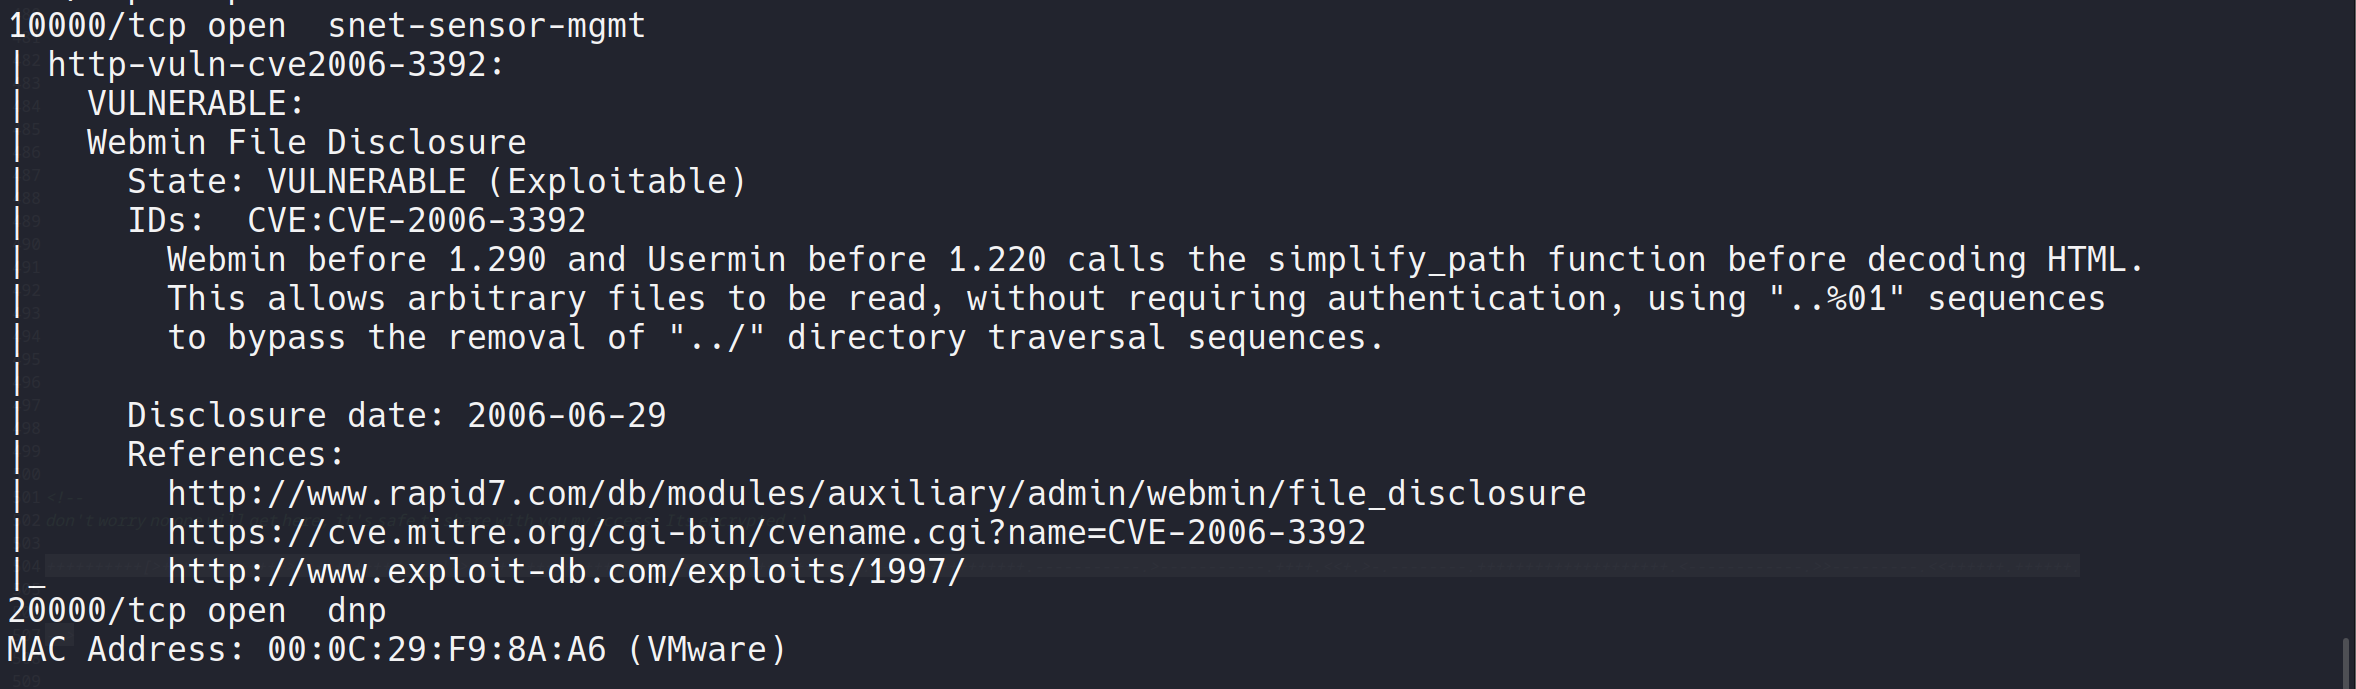 10000/tcp open  snet-sensor-mgmt
| http-vuln-cve2006-3392:
|   VULNERABLE:
|   Webmin File Disclosure
|     State: VULNERABLE (Exploitable)
|     IDs:  CVE:CVE-2006-3392
|       Webmin before 1.290 and Usermin before 1.220 calls the simplify_path function before decoding HTML.
|       This allows arbitrary files to be read, without requiring authentication, using "..%01" sequences
|       to bypass the removal of "../" directory traversal sequences.
|
|     Disclosure date: 2006-06-29
|     References:
|       http://www.rapid7.com/db/modules/auxiliary/admin/webmin/file_disclosure
|       https://cve.mitre.org/cgi-bin/cvename.cgi?name=CVE-2006-3392
|_      http://www.exploit-db.com/exploits/1997/
20000/tcp open  dnp
MAC Address: 00:0C:29:F9:8A:A6 (VMware)